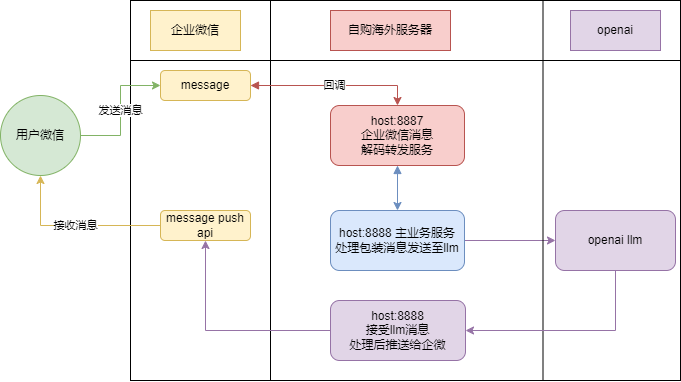 企业微信
自购海外服务器
openai
message
回调
发送消息
host:8887
企业微信消息
解码转发服务
用户微信
接收消息
message push
api
host:8888 主业务服务
处理包装消息发送至llm
openai llm
host:8888
接受llm消息
处理后推送给企微